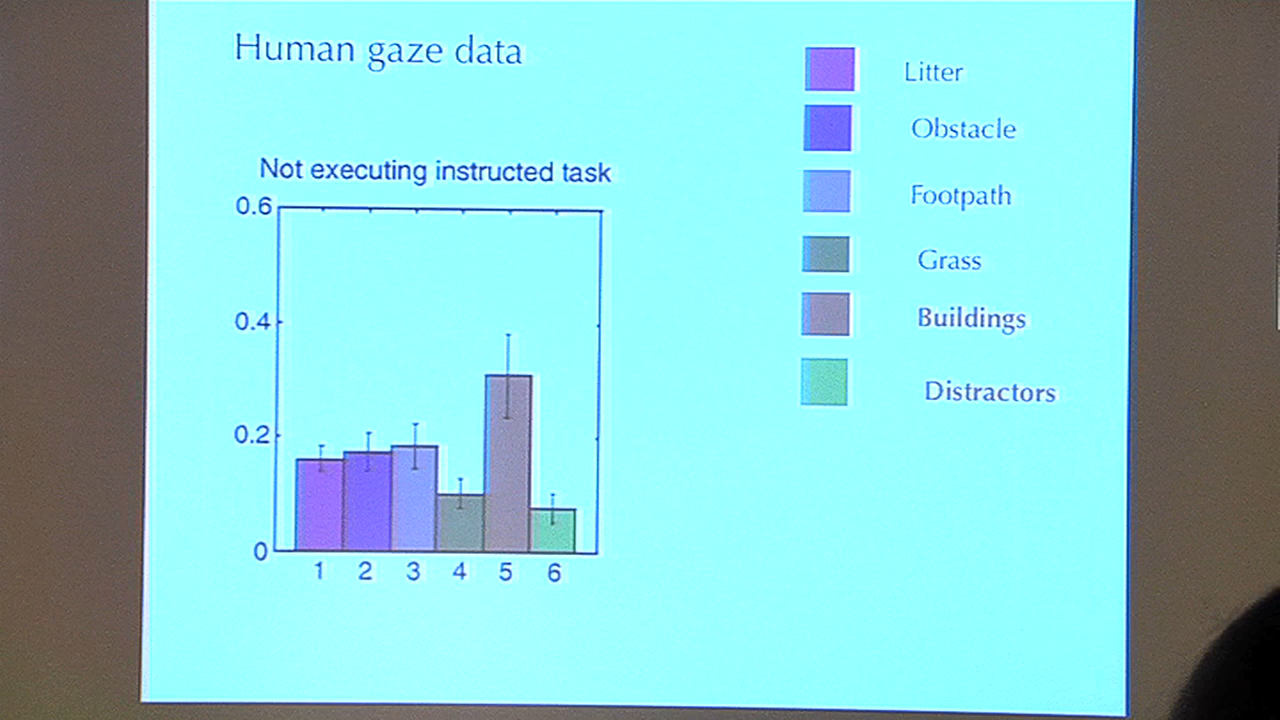 Human gaze data
Litter
Obstacle
Footpath
Grass
Buildings
Distractors
Not executing instructed task
0.6
0.4
0.2
0
1 2 3 4 5 6